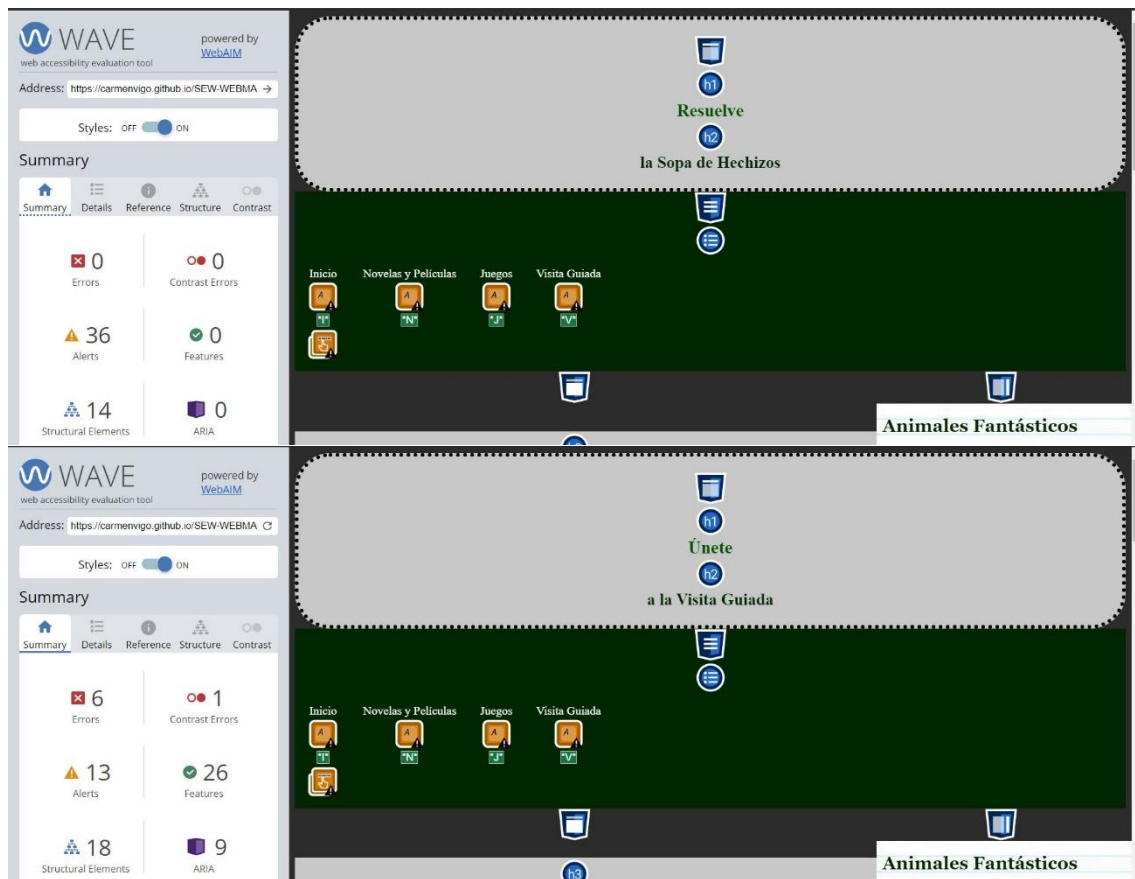 WAVE
powered by
WebAIM
web accessibility evaluation tool
Address: https://carmenvigo.github.io/SEW-WEBMA
Styles: OFF ON
Summary
Summary Details Reference Structure Contrast
0
Errors
0
Contrast Errors
36
Alerts
0
Features
14
Structural Elements
0
ARIA
h1
Resuelve
h2
la Sopa de Hechizos
Inicio Novelas y Películas Juegos Visita Guiada
A A A A
"I" "N" "J" "V"
Animales Fantásticos
WAVE
powered by
WebAIM
web accessibility evaluation tool
Address: https://carmenvigo.github.io/SEW-WEBMA
Styles: OFF ON
Summary
Summary Details Reference Structure Contrast
6
Errors
1
Contrast Errors
13
Alerts
26
Features
18
Structural Elements
9
ARIA
h1
Únete
h2
a la Visita Guiada
Inicio Novelas y Películas Juegos Visita Guiada
A A A A
"I" "N" "J" "V"
h3
Animales Fantásticos